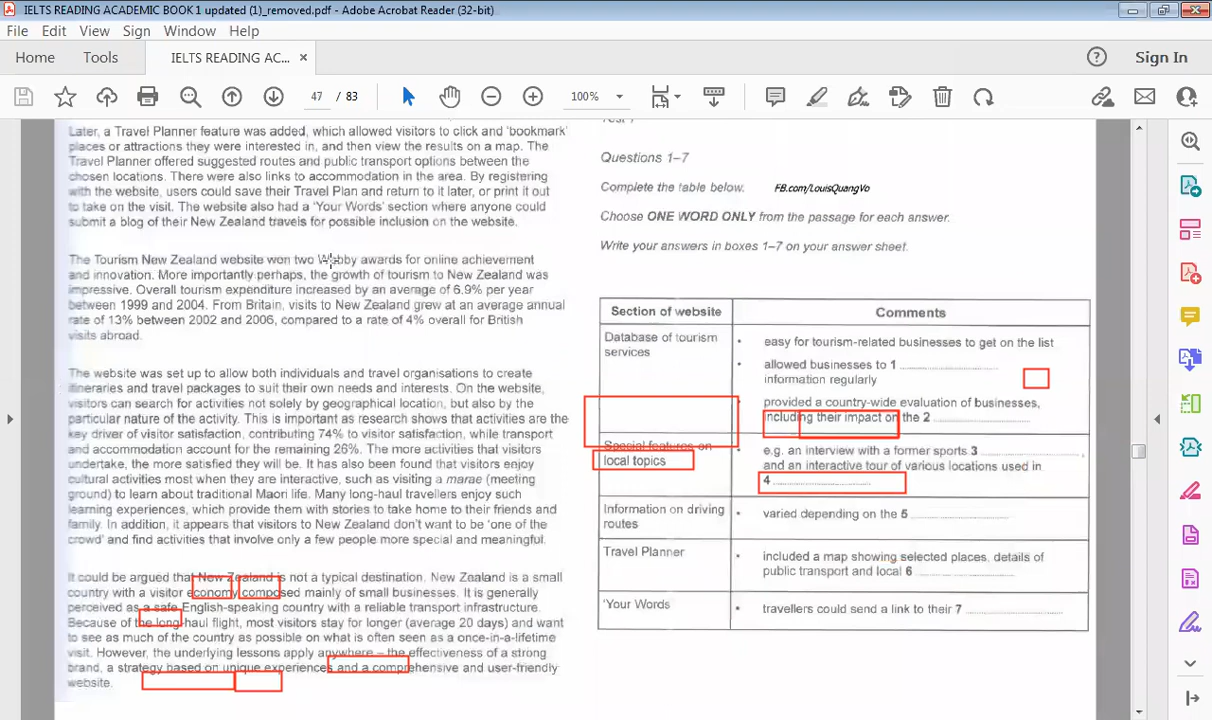 IELTS READING ACADEMIC BOOK 1 updated (1)_removed.pdf - Adobe Acrobat Reader (32-bit)
File Edit View Sign Window Help
Home Tools IELTS READING AC... × Sign In
47 / 83 100%
Later, a Travel Planner feature was added, which allowed visitors to click and 'bookmark'
places or attractions they were interested in, and then view the results on a map. The
Travel Planner offered suggested routes and public transport options between the
chosen locations. There were also links to accommodation in the area. By registering
with the website, users could save their Travel Plan and return to it later, or print it out
to take on the visit. The website also had a 'Your Words' section where anyone could
submit a blog of their New Zealand travels for possible inclusion on the website.
The Tourism New Zealand website won two Webby awards for online achievement
and innovation. More importantly perhaps, the growth of tourism to New Zealand was
impressive. Overall tourism expenditure increased by an average of 6.9% per year
between 1999 and 2004. From Britain, visits to New Zealand grew at an average annual
rate of 13% between 2002 and 2006, compared to a rate of 4% overall for British
visits abroad.
The website was set up to allow both individuals and travel organisations to create
itineraries and travel packages to suit their own needs and interests. On the website,
visitors can search for activities not solely by geographical location, but also by the
particular nature of the activity. This is important as research shows that activities are the
key driver of visitor satisfaction, contributing 74% to visitor satisfaction, while transport
and accommodation account for the remaining 26%. The more activities that visitors
undertake, the more satisfied they will be. It has also been found that visitors enjoy
cultural activities most when they are interactive, such as visiting a marae (meeting
ground) to learn about traditional Maori life. Many long-haul travellers enjoy such
learning experiences, which provide them with stories to take home to their friends and
family. In addition, it appears that visitors to New Zealand don't want to be 'one of the
crowd' and find activities that involve only a few people more special and meaningful.
It could be argued that New Zealand is not a typical destination. New Zealand is a small
country with a visitor economy composed mainly of small businesses. It is generally
perceived as a safe English-speaking country with a reliable transport infrastructure.
Because of the long-haul flight, most visitors stay for longer (average 20 days) and want
to see as much of the country as possible on what is often seen as a once-in-a-lifetime
visit. However, the underlying lessons apply anywhere – the effectiveness of a strong
brand, a strategy based on unique experiences and a comprehensive and user-friendly
website.
Questions 1–7
Complete the table below. FB.com/LouisQuangVo
Choose ONE WORD ONLY from the passage for each answer.
Write your answers in boxes 1–7 on your answer sheet.
Section of website Comments
Database of tourism
services
• easy for tourism-related businesses to get on the list
• allowed businesses to 1 ..............................
information regularly
• provided a country-wide evaluation of businesses,
including their impact on the 2 ..............................
Special features on
local topics
• e.g. an interview with a former sports 3 ..............................,
and an interactive tour of various locations used in
4 ..............................
Information on driving
routes
• varied depending on the 5 ..............................
Travel Planner
• included a map showing selected places, details of
public transport and local 6 ..............................
'Your Words
• travellers could send a link to their 7 ..............................